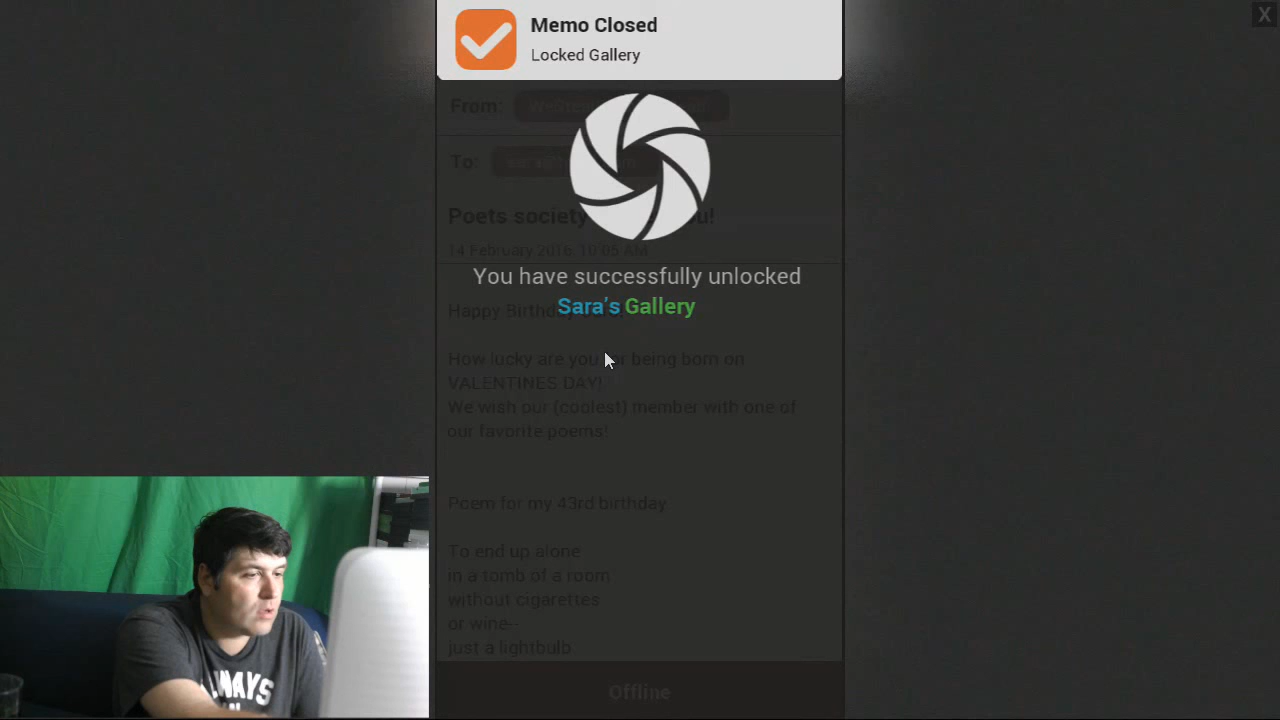 Memo Closed
Locked Gallery
X
From:
To:
Poets society
14 February 2016, 10:05 AM
You have successfully unlocked
Sara's Gallery
Happy Birthday
How lucky are you for being born on
VALENTINES DAY!
We wish our (coolest) member with one of
our favorite poems!
Poem for my 43rd birthday
To end up alone
in a tomb of a room
without cigarettes
or wine--
just a lightbulb
Offline